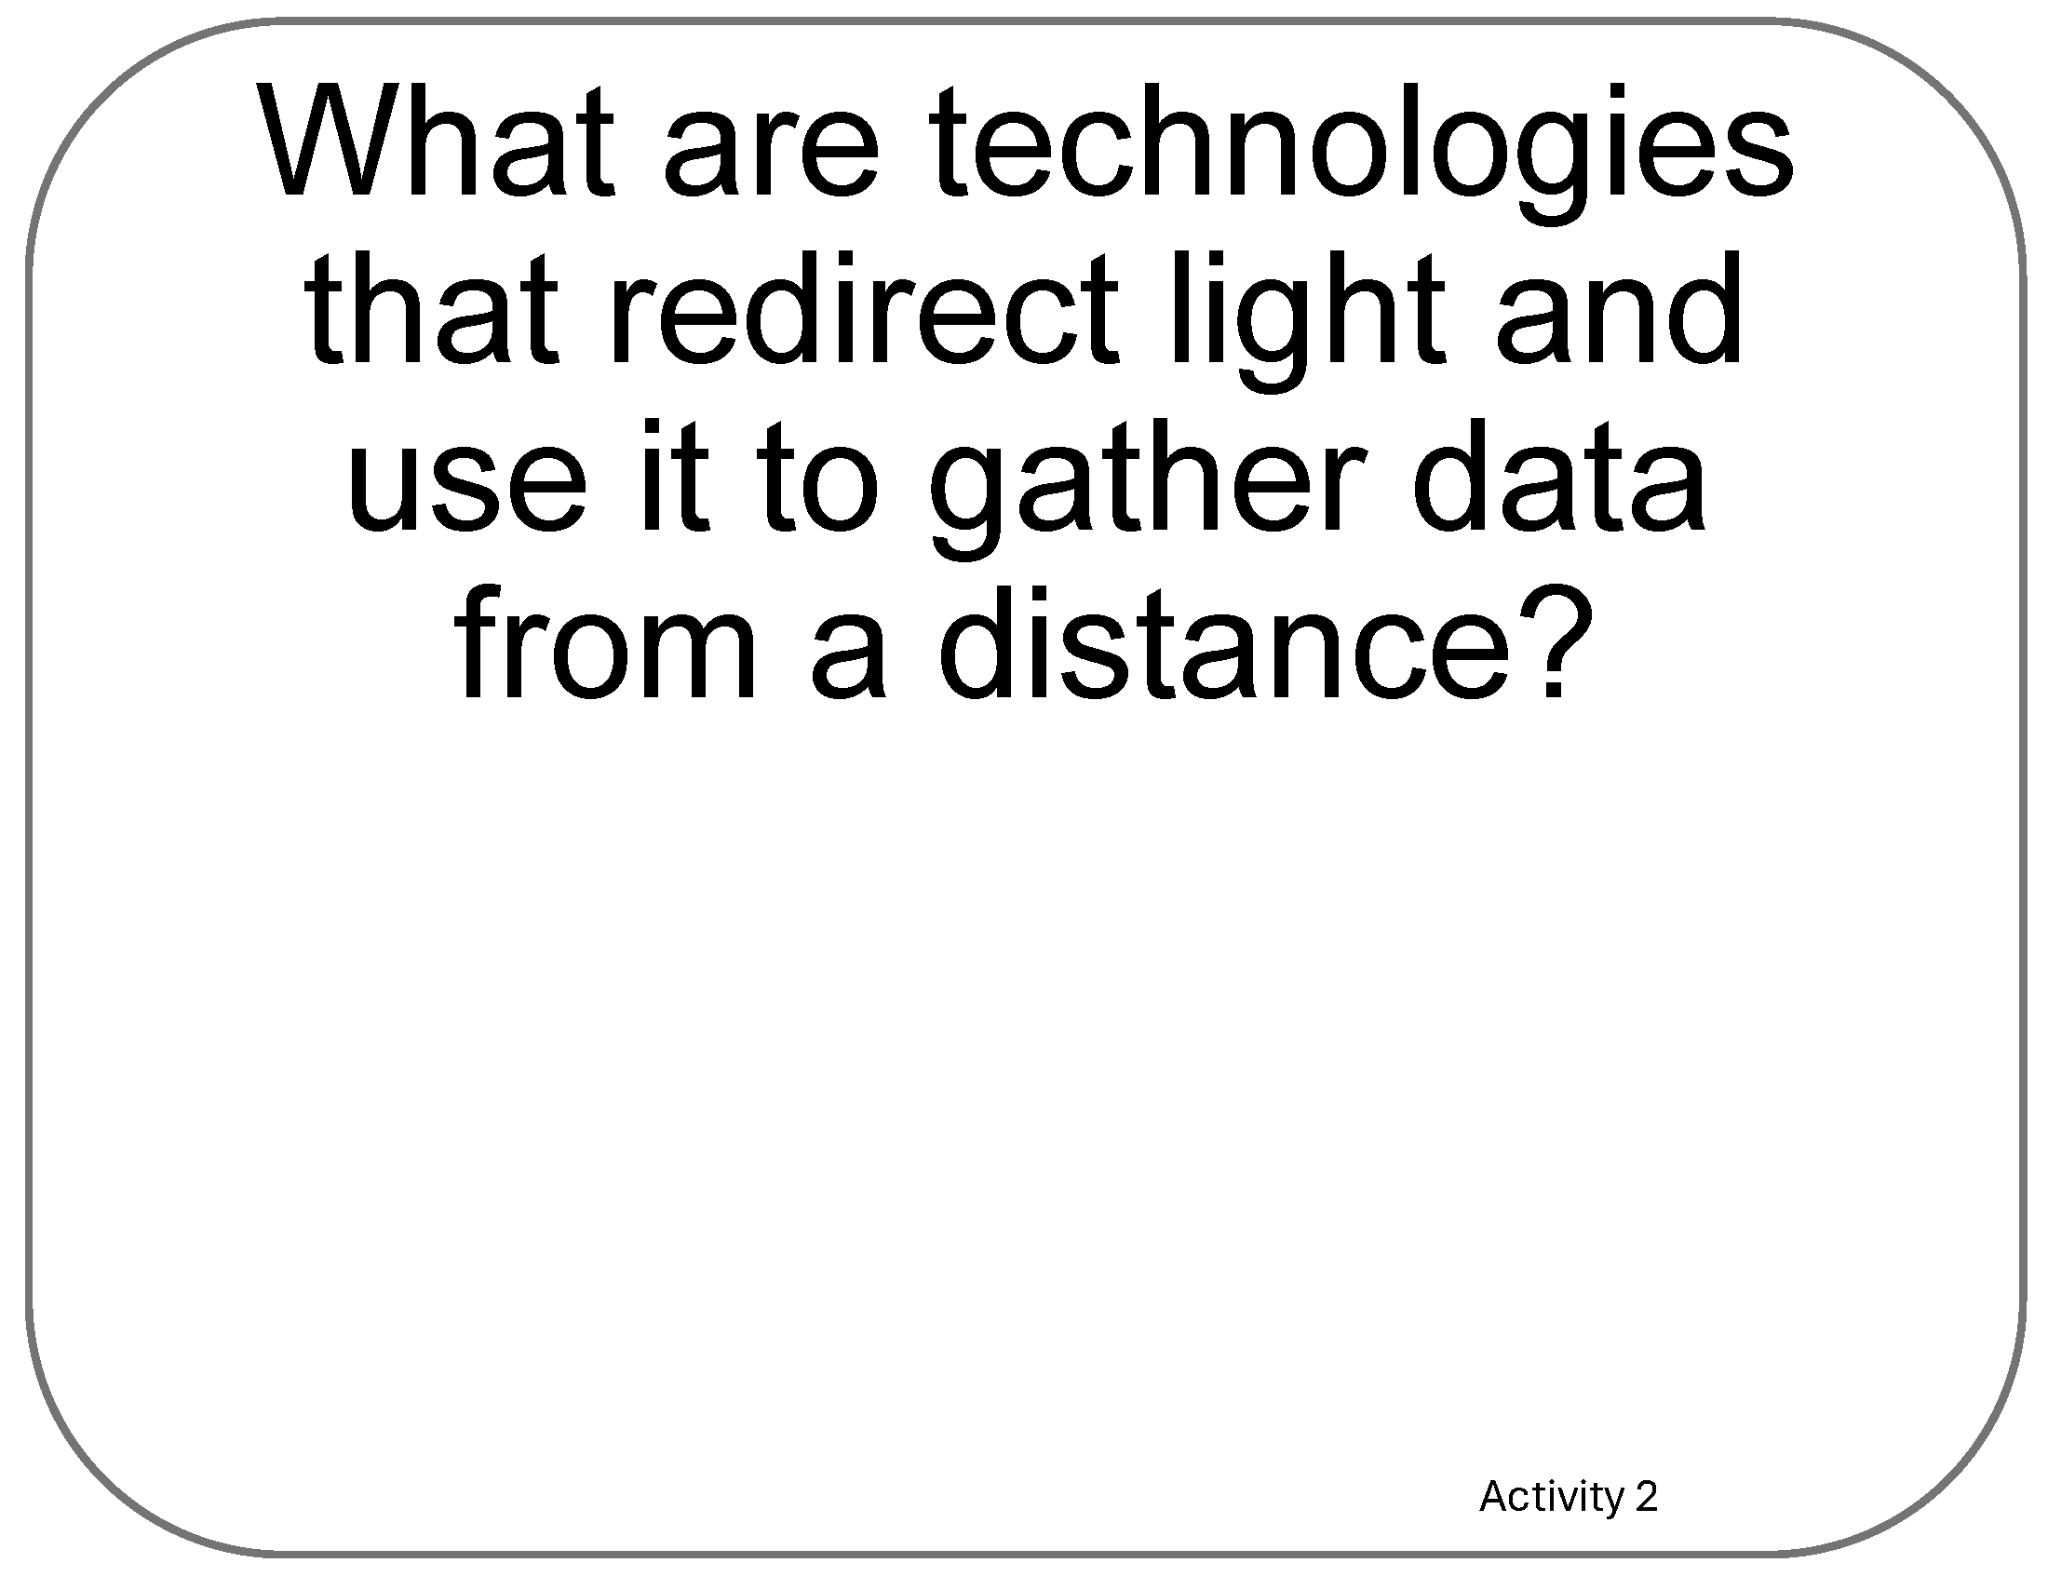 What are technologies
that redirect light and
use it to gather data
from a distance?
Activity 2